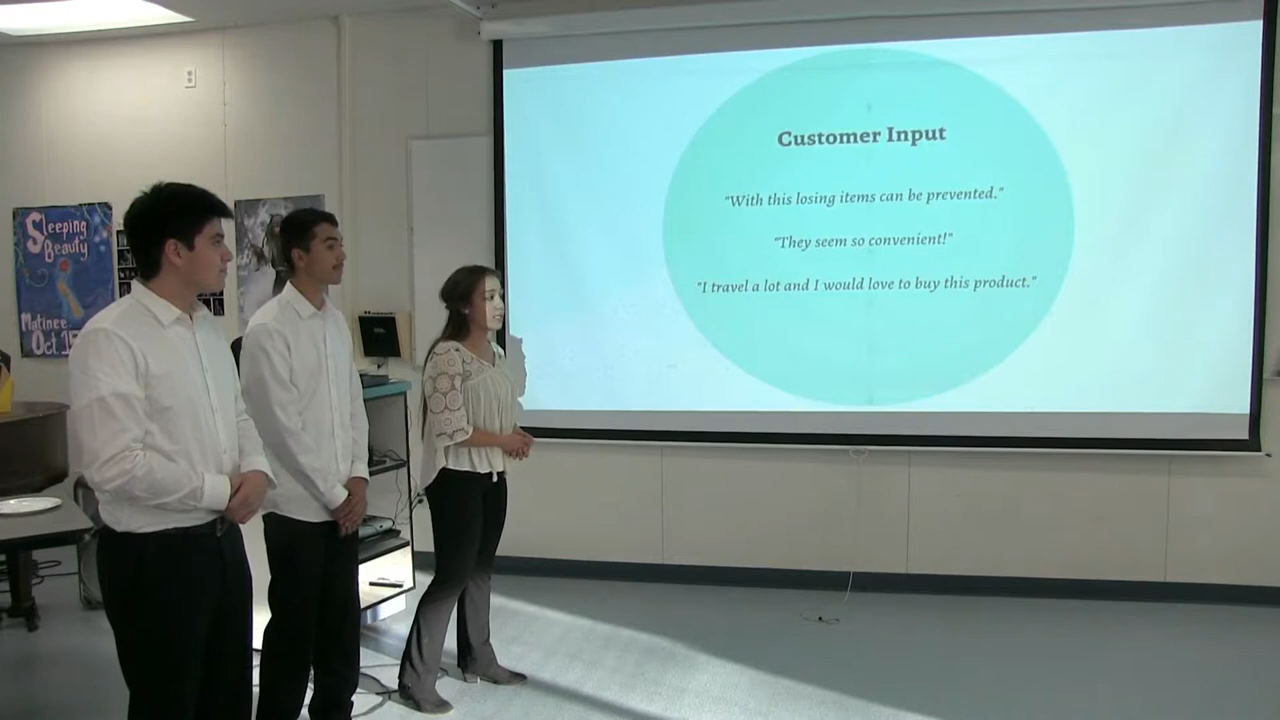 Customer Input
"With this losing items can be prevented."
"They seem so convenient!"
"I travel a lot and I would love to buy this product."
Sleeping
Beauty
Matinee
Oct.